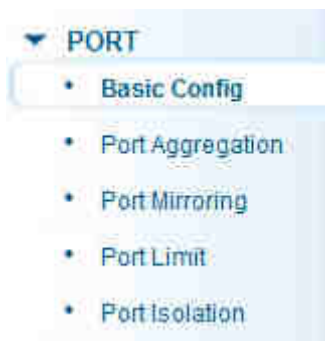 PORT
Basic Config
Port Aggregation
Port Mirroring
Port Limit
Port Isolation